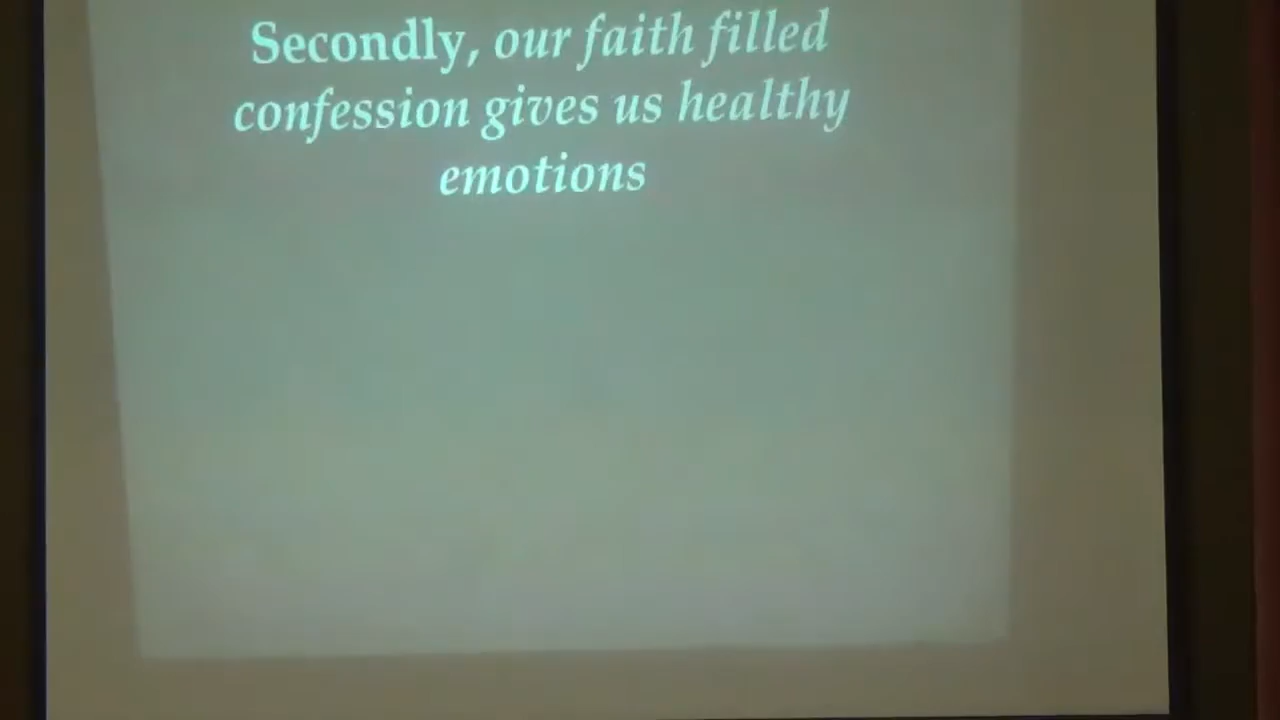 Secondly, our faith filled
confession gives us healthy
emotions